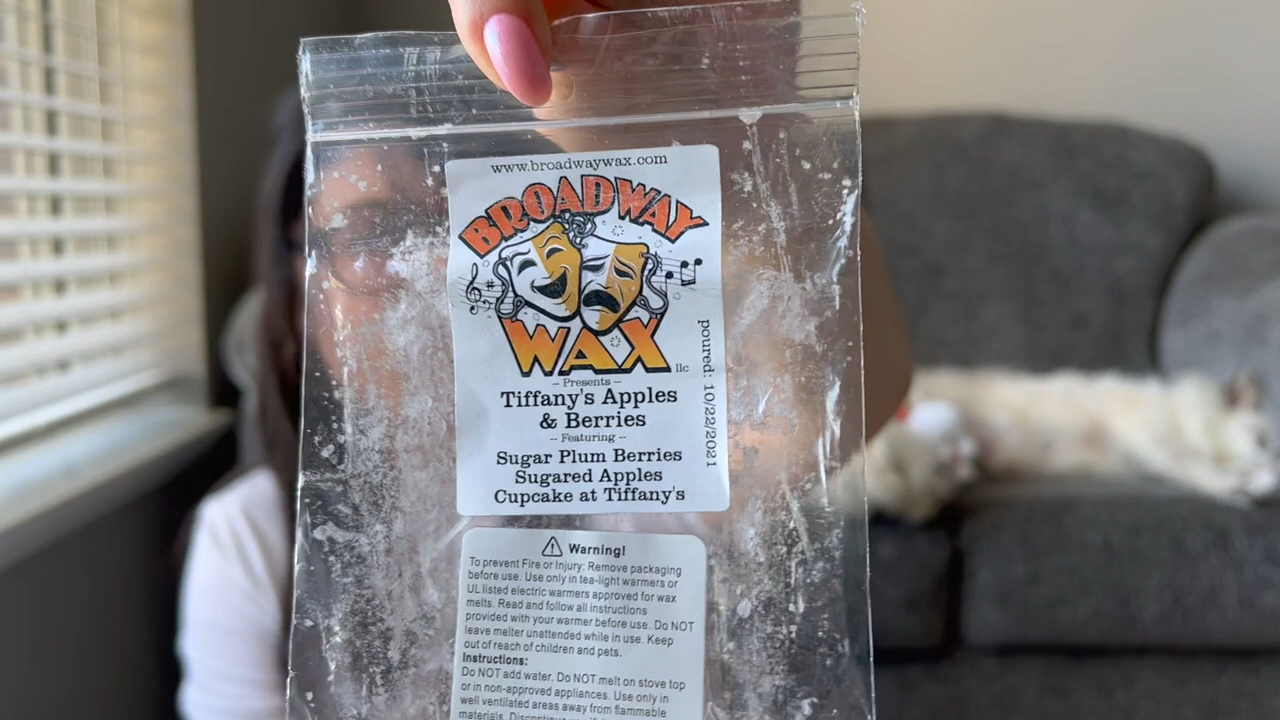 www.broadwaywax.com
BROADWAY
WAX
llc
-- Presents --
Tiffany's Apples
& Berries
-- Featuring --
Sugar Plum Berries
Sugared Apples
Cupcake at Tiffany's
poured: 10/22/2021
Warning!
To prevent Fire or Injury: Remove packaging
before use. Use only in tea-light warmers or
UL listed electric warmers approved for wax
melts. Read and follow all instructions
provided with your warmer before use. Do NOT
leave melter unattended while in use. Keep
out of reach of children and pets.
Instructions:
Do NOT add water. Do NOT melt on stove top
or in non-approved appliances. Use only in
well ventilated areas away from flammable
materials.